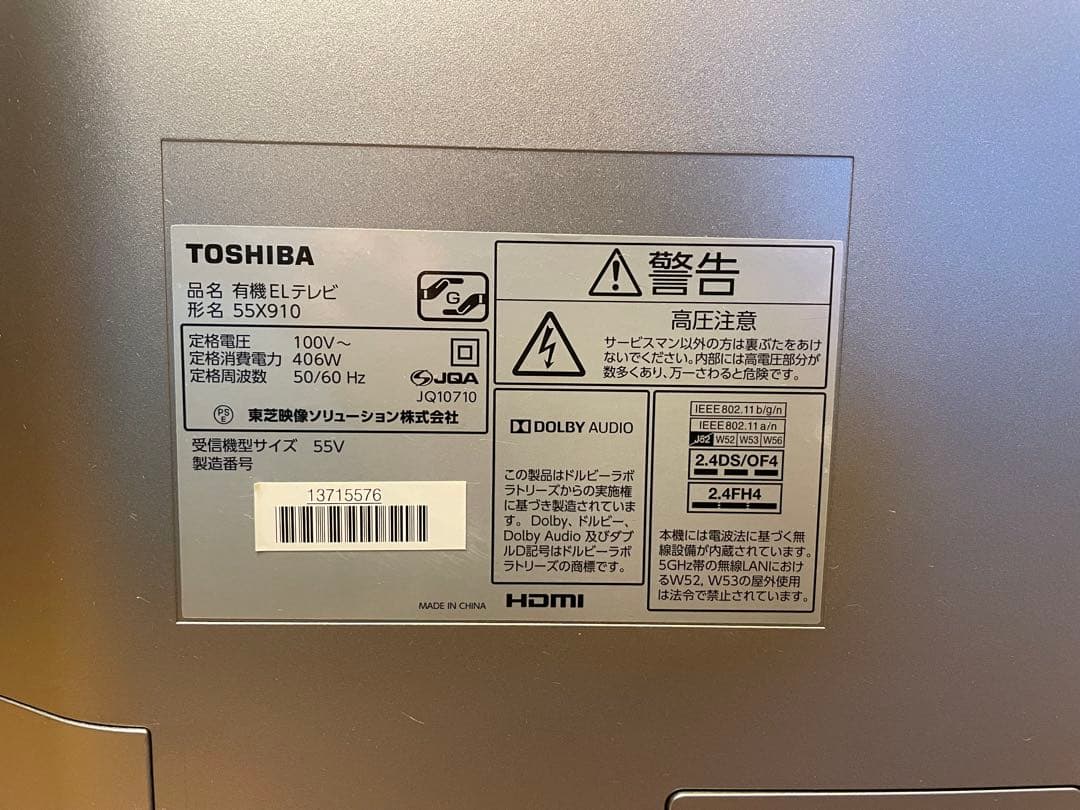 TOSHIBA
品名 有機ELテレビ
形名 55X910
G
定格電圧 100V～
定格消費電力 406W
定格周波数 50/60 Hz
JQA
JQ10710
PS
E
東芝映像ソリューション株式会社
受信機型サイズ 55V
製造番号
13715576
MADE IN CHINA
HDMI
警告
高圧注意
サービスマン以外の方は裏ぶたをあけ
ないでください。内部には高電圧部分が
数多くあり、万一さわると危険です。
DOLBY AUDIO
この製品はドルビーラボ
ラトリーズからの実施権
に基づき製造されていま
す。Dolby、ドルビー、
Dolby Audio 及びダブ
ルD記号はドルビーラボ
ラトリーズの商標です。
IEEE802.11b/g/n
IEEE802.11a/n
J52 W52 W53 W56
2.4DS/OF4
2.4FH4
本機には電波法に基づく無
線設備が内蔵されています。
5GHz帯の無線LANにおけ
るW52, W53の屋外使用
は法令で禁止されています。